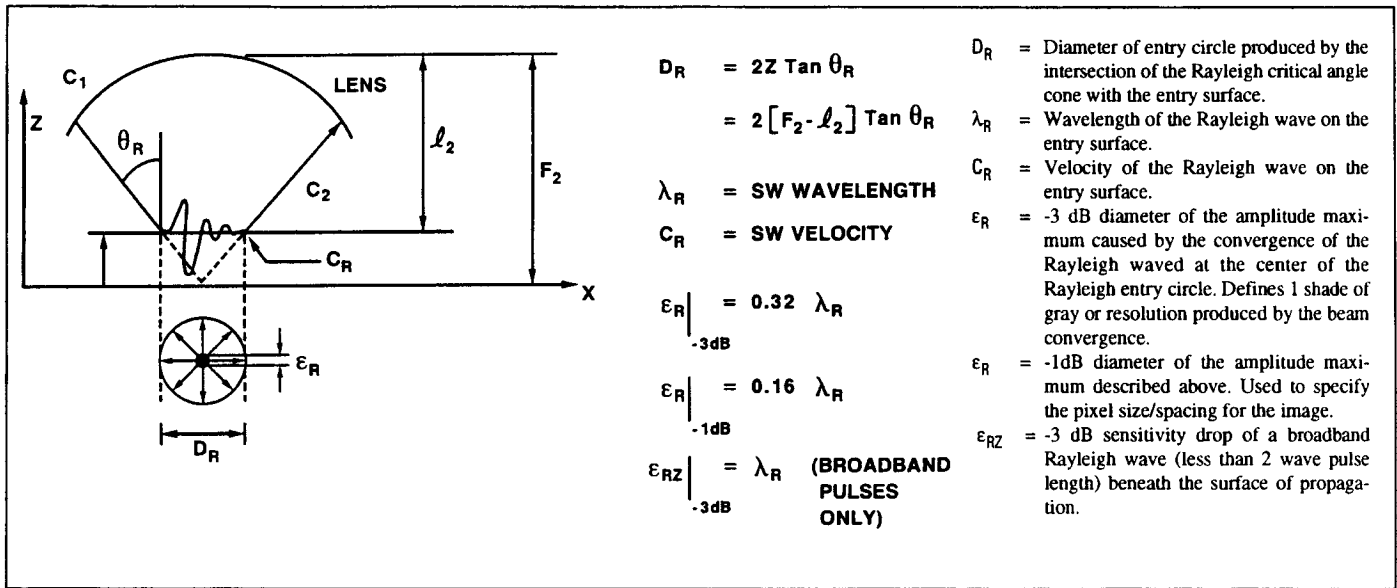 C1
LENS
Z
θR
ℓ2
F2
C2
CR
X
εR
DR
DR = 2Z Tan θR
= 2 [F2-ℓ2] Tan θR
λR = SW WAVELENGTH
CR = SW VELOCITY
εR|-3dB = 0.32 λR
εR|-1dB = 0.16 λR
εRZ|-3dB = λR (BROADBAND
PULSES
ONLY)
DR = Diameter of entry circle produced by the
intersection of the Rayleigh critical angle
cone with the entry surface.
λR = Wavelength of the Rayleigh wave on the
entry surface.
CR = Velocity of the Rayleigh wave on the
entry surface.
εR = -3 dB diameter of the amplitude maxi-
mum caused by the convergence of the
Rayleigh waved at the center of the
Rayleigh entry circle. Defines 1 shade of
gray or resolution produced by the beam
convergence.
εR = -1dB diameter of the amplitude maxi-
mum described above. Used to specify
the pixel size/spacing for the image.
εRZ = -3 dB sensitivity drop of a broadband
Rayleigh wave (less than 2 wave pulse
length) beneath the surface of propaga-
tion.